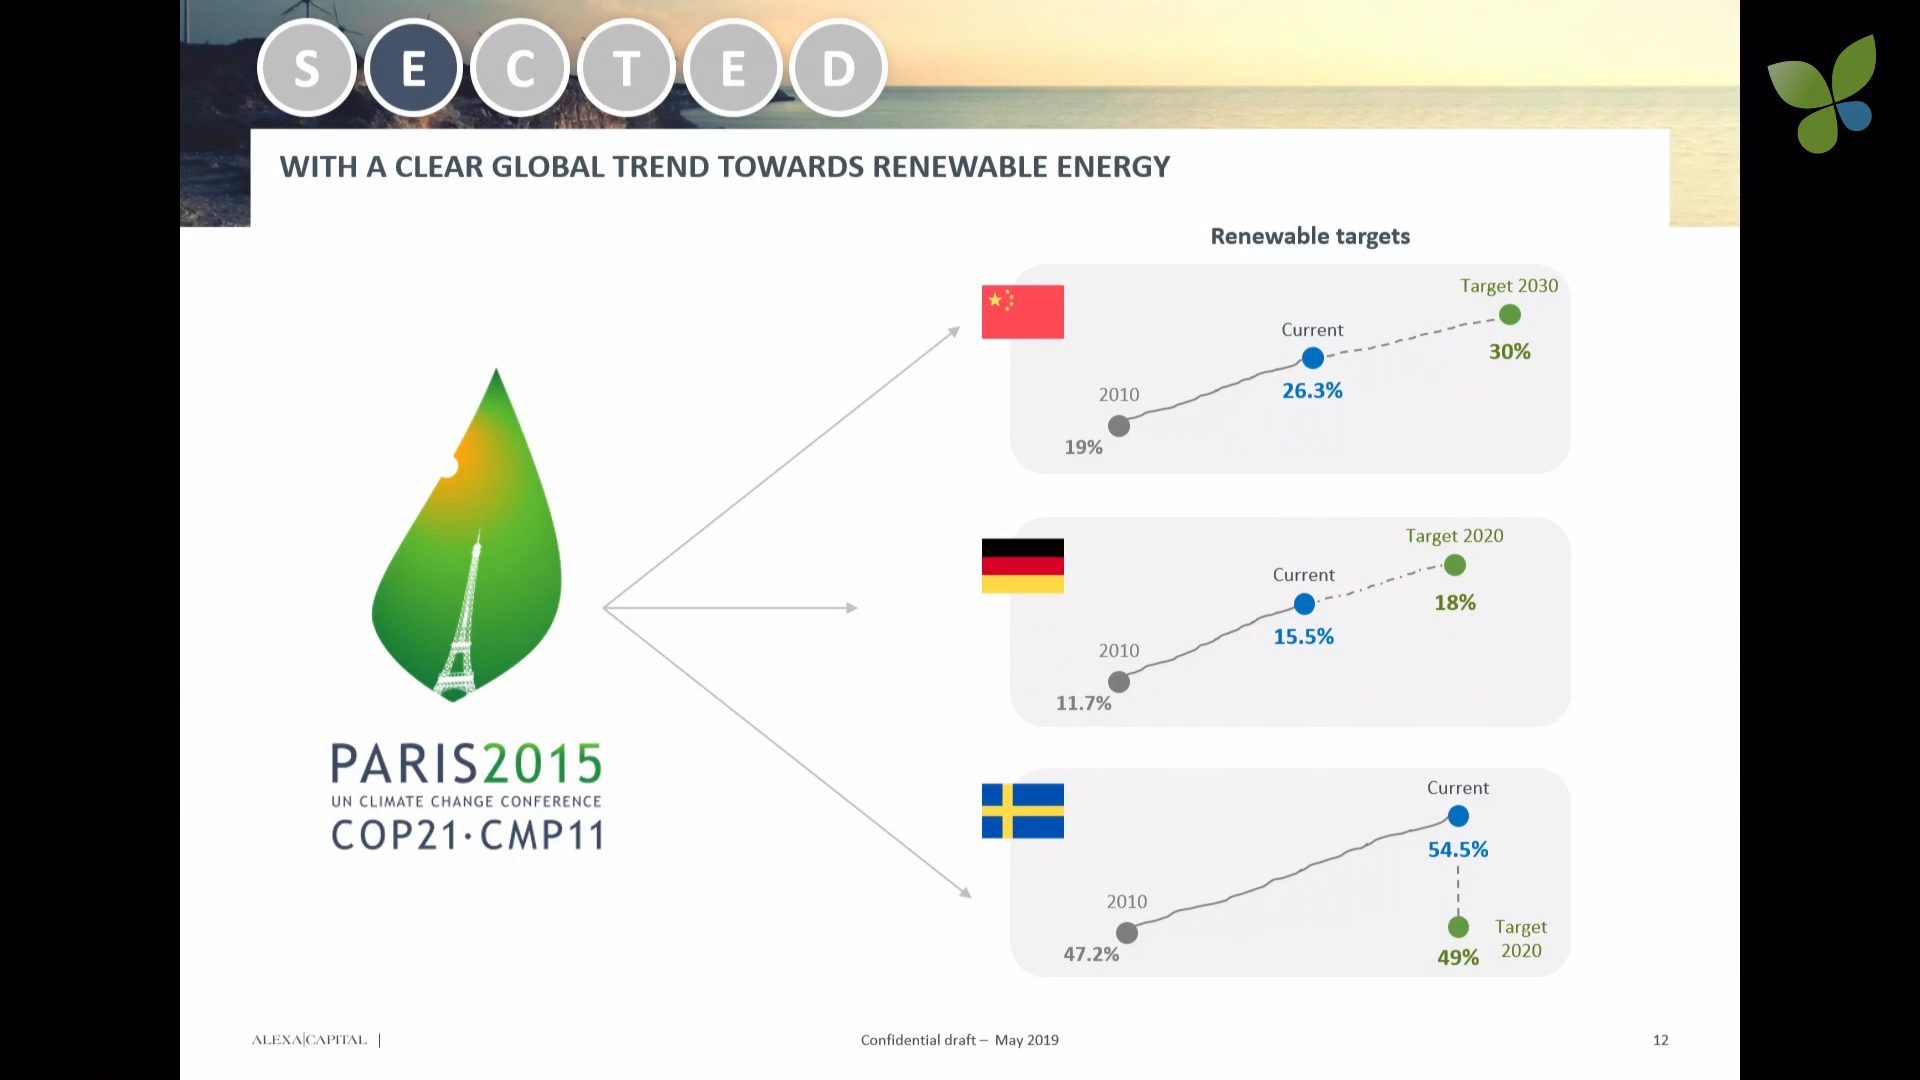 S E C T E D
WITH A CLEAR GLOBAL TREND TOWARDS RENEWABLE ENERGY
Renewable targets
Target 2030
Current
30%
26.3%
2010
19%
Target 2020
Current
18%
15.5%
2010
11.7%
Current
54.5%
2010
47.2%
Target
2020
49%
PARIS2015
UN CLIMATE CHANGE CONFERENCE
COP21·CMP11
ALEXA|CAPITAL |
Confidential draft – May 2019
12